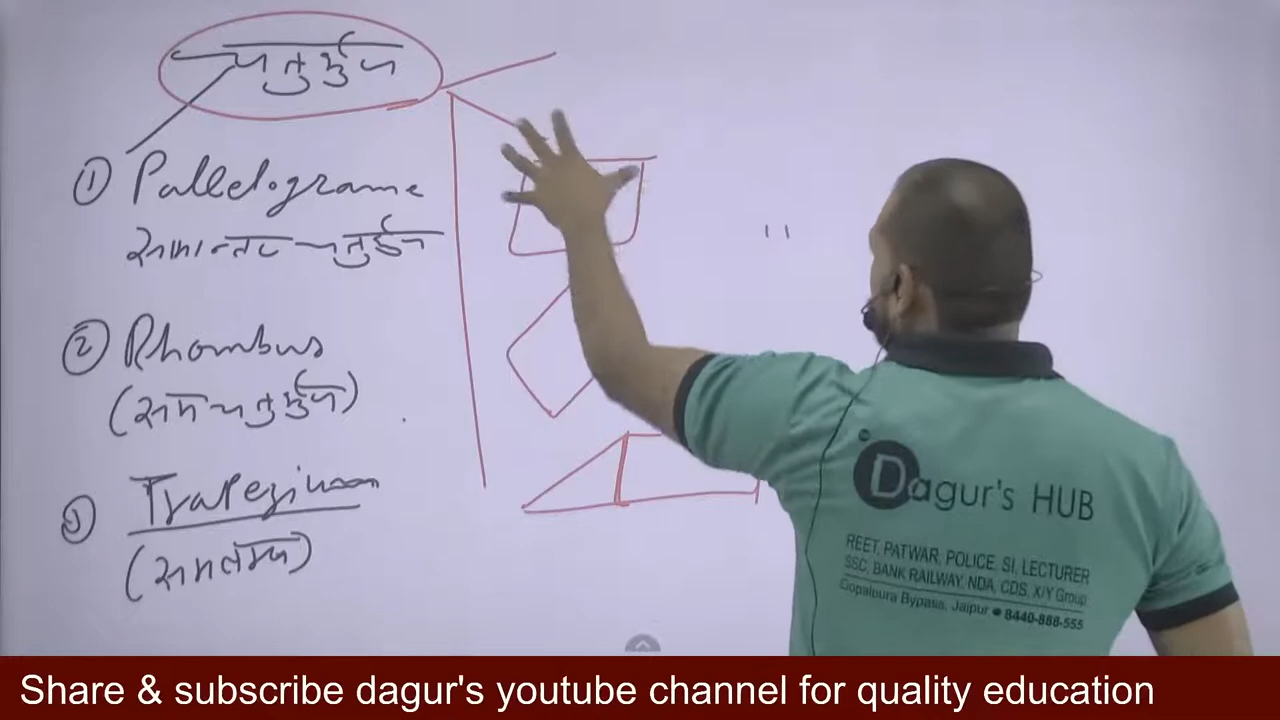 चतुर्भुज
① Pallelograme
समान्तर चतुर्भुज
② Rhombus
(समचतुर्भुज)
③ Trapezium
(समलम्ब)
Dagur's HUB
REET, PATWAR, POLICE, SI, LECTURER
SSC, BANK RAILWAY, NDA, CDS, X/Y Group
Gopalpura Bypass, Jaipur ● 8440-888-555
Share & subscribe dagur's youtube channel for quality education